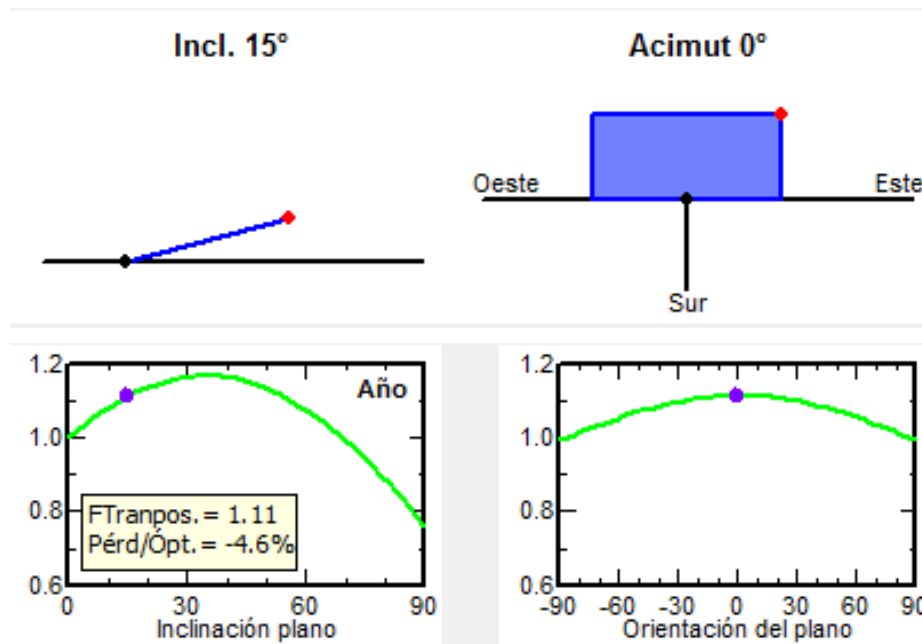 Incl. 15°
Acimut 0°
Oeste
Este
Sur
1.2
1.0
0.8
0.6
Año
FTranpos. = 1.11
Pérd/Ópt. = -4.6%
0 30 60 90
Inclinación plano
1.2
1.0
0.8
0.6
-90 -60 -30 0 30 60 90
Orientación del plano